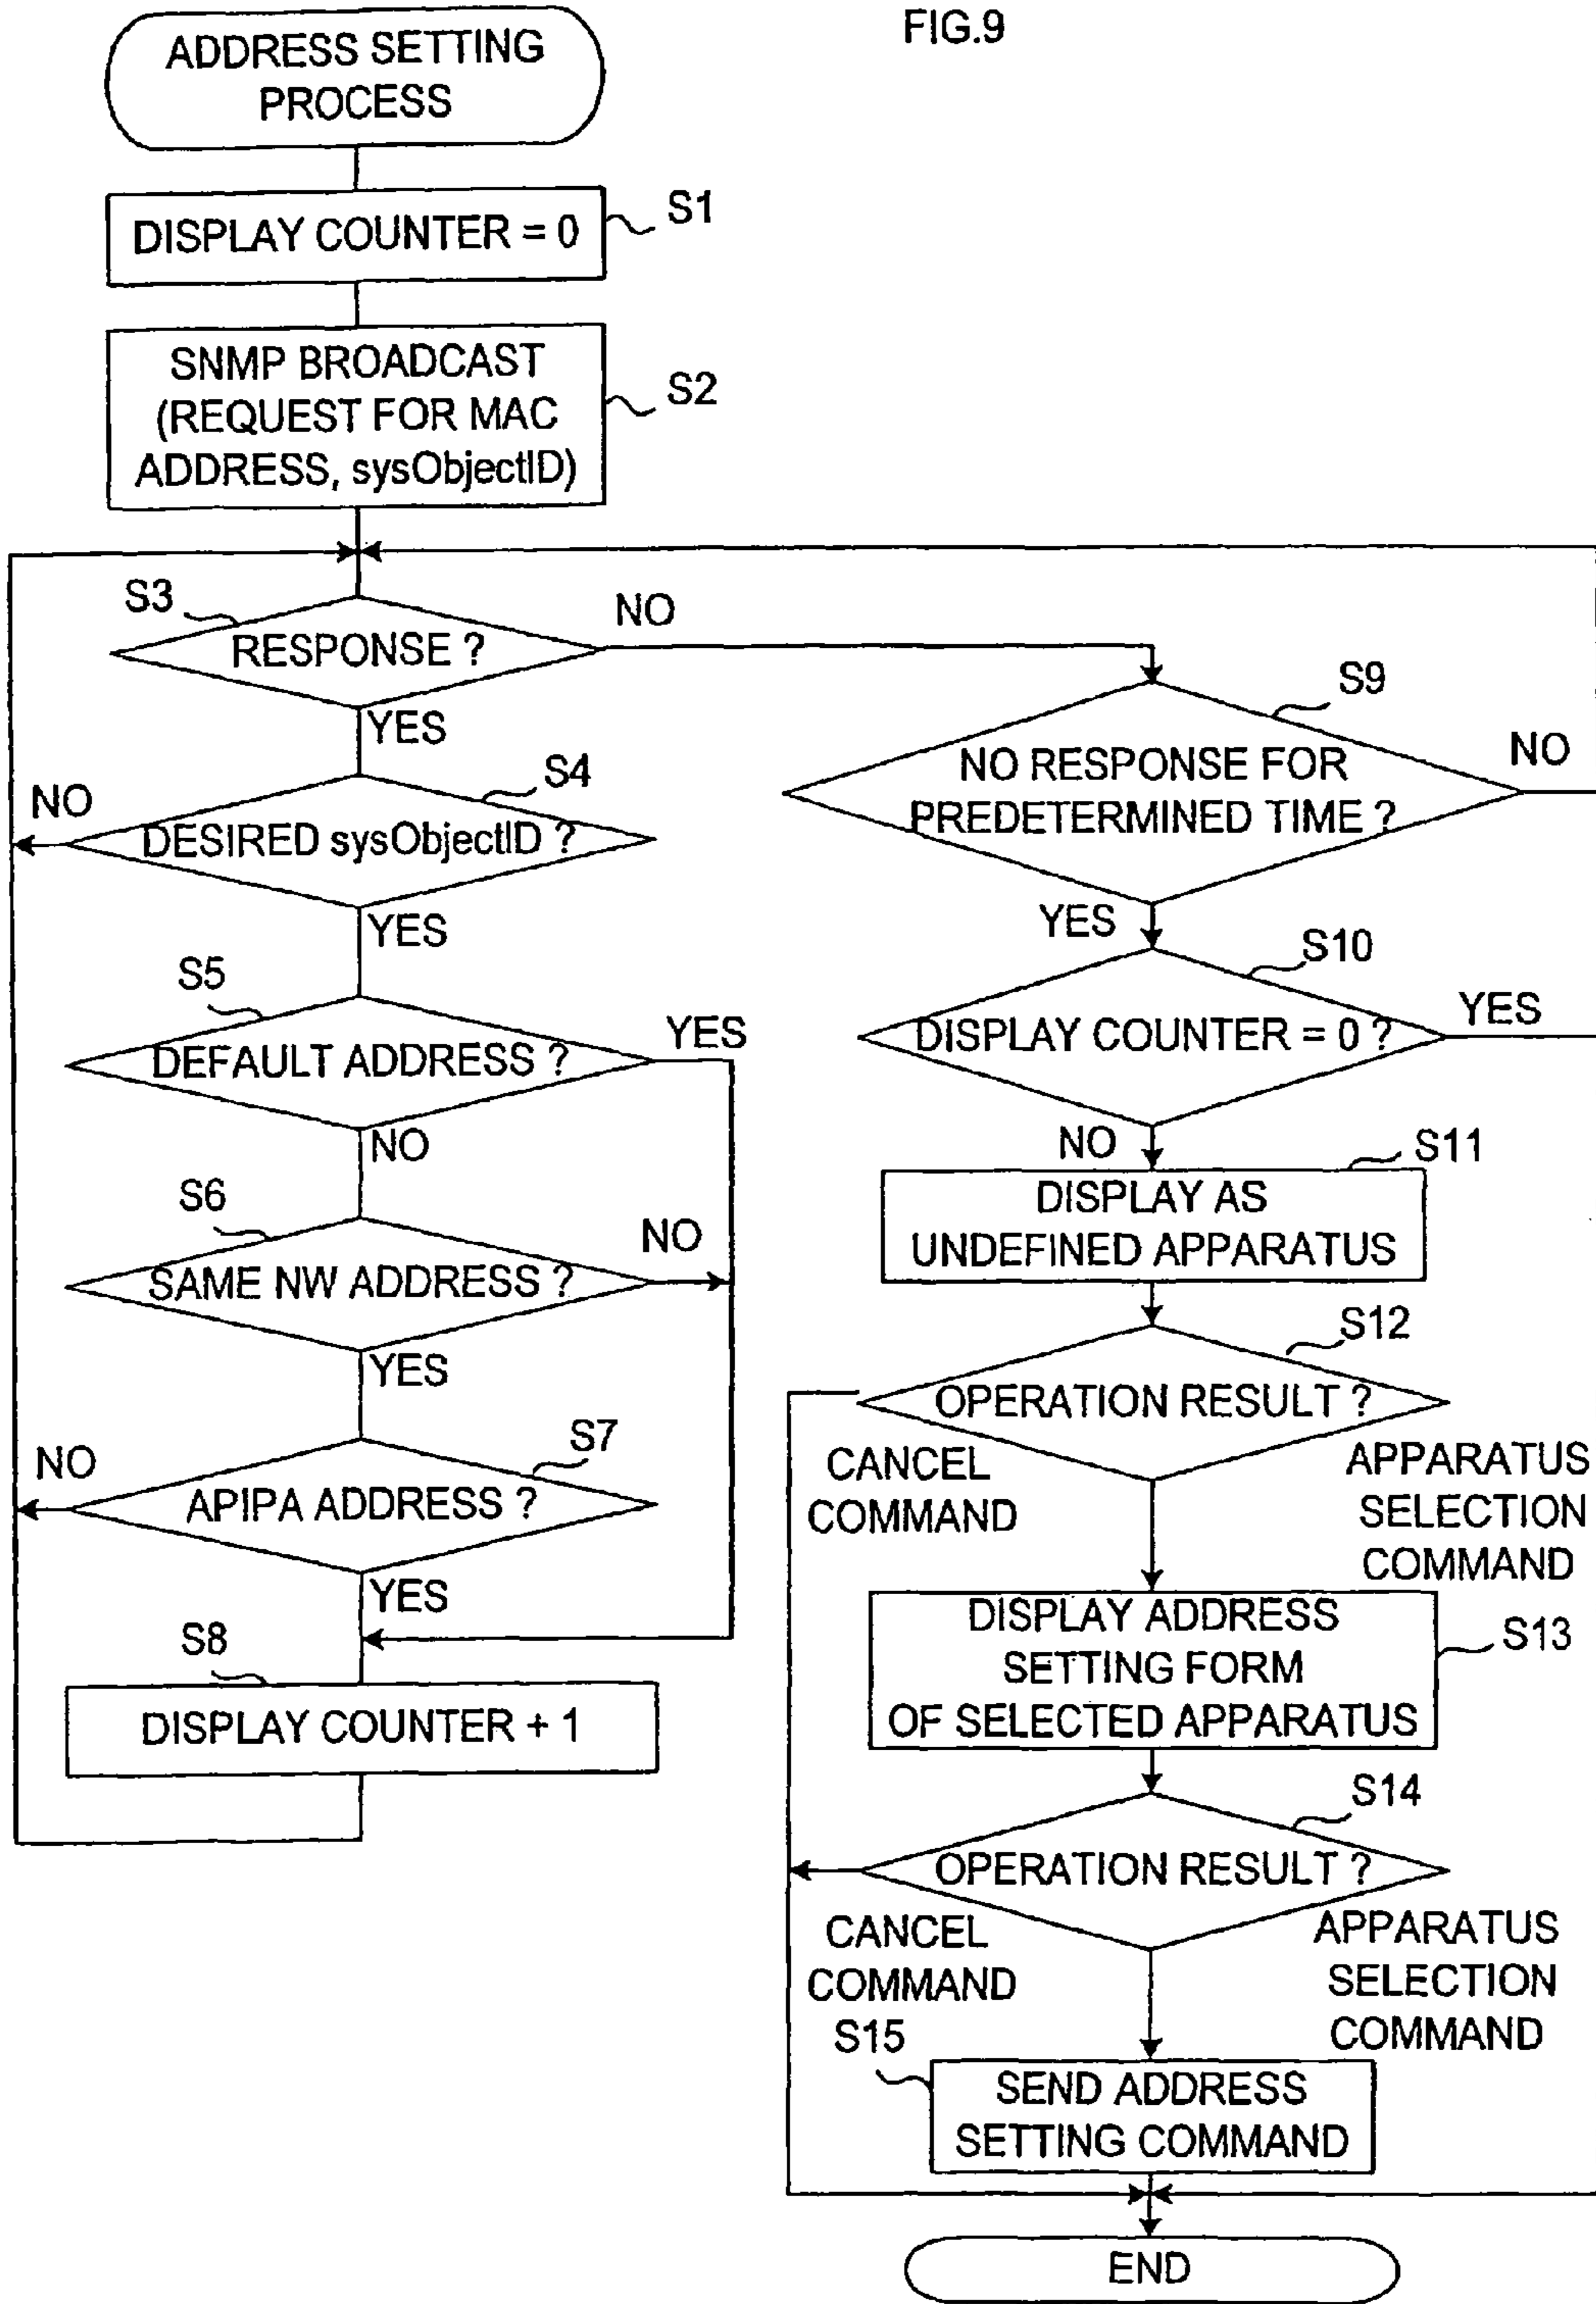 FIG.9
ADDRESS SETTING
PROCESS
DISPLAY COUNTER = 0
S1
SNMP BROADCAST
(REQUEST FOR MAC
ADDRESS, sysObjectID)
S2
S3
RESPONSE ?
NO
YES
S4
NO
DESIRED sysObjectID ?
YES
S5
DEFAULT ADDRESS ?
YES
NO
S6
SAME NW ADDRESS ?
NO
YES
S7
NO
APIPA ADDRESS ?
YES
S8
DISPLAY COUNTER + 1
S9
NO RESPONSE FOR
PREDETERMINED TIME ?
NO
YES
S10
DISPLAY COUNTER = 0 ?
YES
NO
S11
DISPLAY AS
UNDEFINED APPARATUS
S12
OPERATION RESULT ?
CANCEL
COMMAND
APPARATUS
SELECTION
COMMAND
DISPLAY ADDRESS
SETTING FORM
OF SELECTED APPARATUS
S13
S14
OPERATION RESULT ?
CANCEL
COMMAND
APPARATUS
SELECTION
COMMAND
S15
SEND ADDRESS
SETTING COMMAND
END